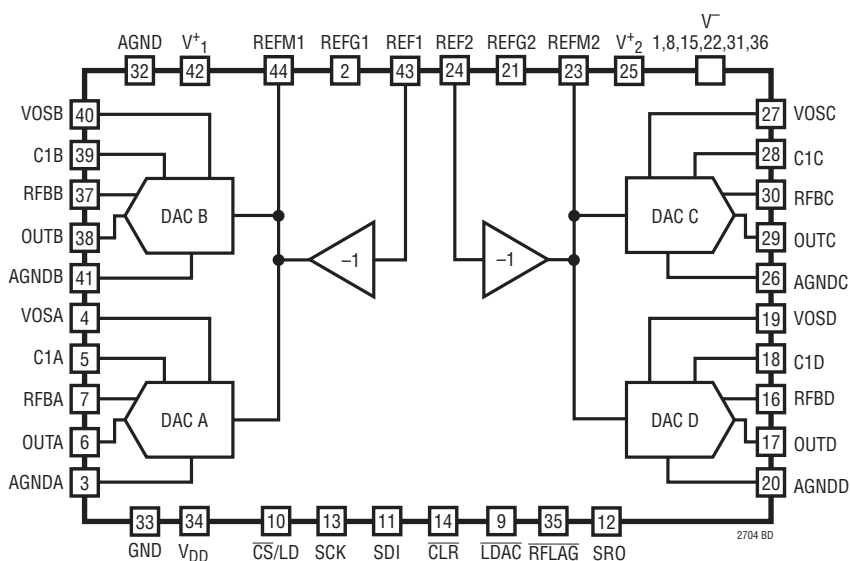 AGND V⁺1 REFM1 REFG1 REF1 REF2 REFG2 REFM2 V⁺2 V⁻
1,8,15,22,31,36
32 42 44 2 43 24 21 23 25
VOSB 40 27 VOSC
C1B 39 28 C1C
RFBB 37 30 RFBC
DAC B DAC C
OUTB 38 29 OUTC
–1 –1
AGNDB 41 26 AGNDC
VOSA 4 19 VOSD
C1A 5 18 C1D
RFBA 7 16 RFBD
DAC A DAC D
OUTA 6 17 OUTD
AGNDA 3 20 AGNDD
33 34 10 13 11 14 9 35 12
2704 BD
GND VDD CS/LD SCK SDI CLR LDAC RFLAG SRO